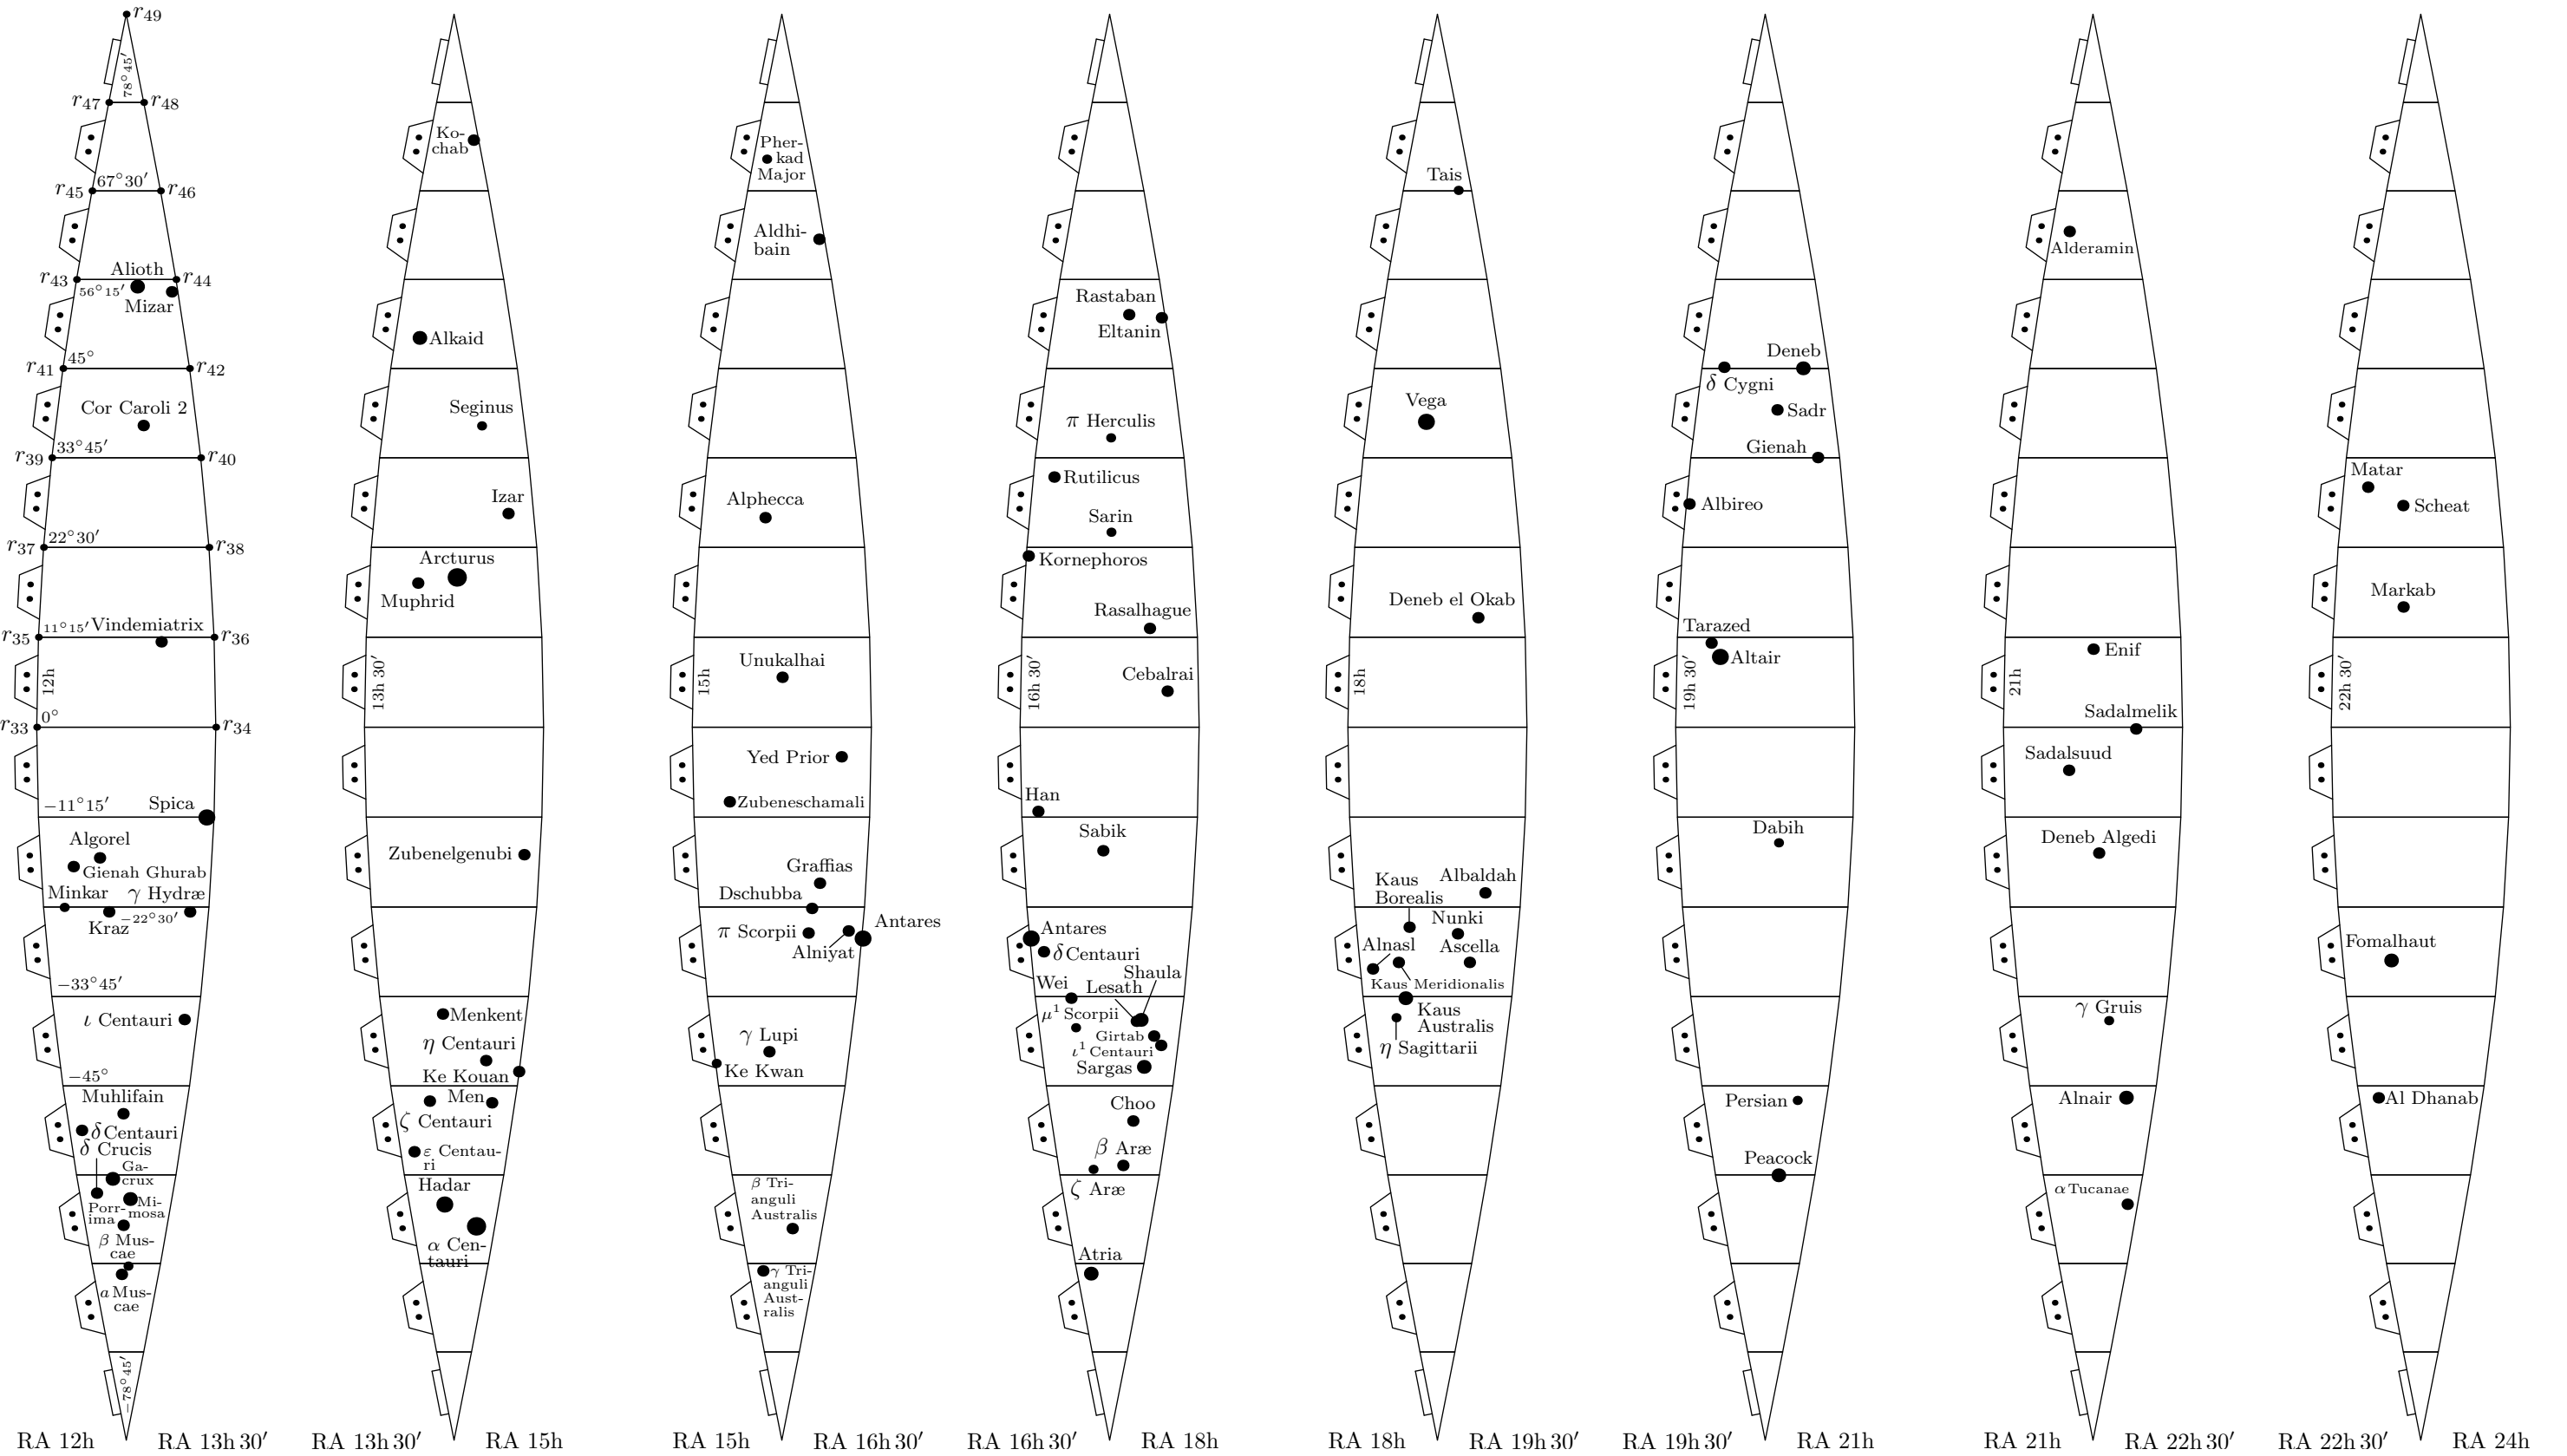 r49
78°45′
r47 r48
67°30′
r45 r46
Alioth
r43 r44
56°15′
Mizar
45°
r41 r42
Cor Caroli 2
33°45′
r39 r40
22°30′
r37 r38
11°15′ Vindemiatrix
r35 r36
12h
0°
r33 r34
−11°15′ Spica
Algorel
Gienah Ghurab
Minkar γ Hydræ
Kraz −22°30′
−33°45′
ι Centauri
−45°
Muhlifain
δ Centauri
δ Crucis
Ga-
crux
Mi-
mosa
Porr-
ima
β Mus-
cae
a Mus-
cae
−78°45′
RA 12h RA 13h 30′
Ko-
chab
Alkaid
Seginus
Izar
Arcturus
Muphrid
13h 30′
Zubenelgenubi
Menkent
η Centauri
Ke Kouan
Men
ζ Centauri
ε Centau-
ri
Hadar
α Cen-
tauri
RA 13h 30′ RA 15h
Pher-
kad
Major
Aldhi-
bain
Alphecca
Unukalhai
15h
Yed Prior
Zubeneschamali
Graffias
Dschubba
π Scorpii
Antares
Alniyat
γ Lupi
Ke Kwan
β Tri-
anguli
Australis
γ Tri-
anguli
Aust-
ralis
RA 15h RA 16h 30′
Rastaban
Eltanin
π Herculis
Rutilicus
Sarin
Kornephoros
Rasalhague
Cebalrai
16h 30′
Han
Sabik
Antares
δ Centauri
Shaula
Wei Lesath
μ1 Scorpii
Girtab
ι1 Centauri
Sargas
Choo
β Aræ
ζ Aræ
Atria
RA 16h 30′ RA 18h
Tais
Vega
Deneb el Okab
18h
Albaldah
Kaus
Borealis
Nunki
Alnasl Ascella
Kaus Meridionalis
Kaus
Australis
η Sagittarii
RA 18h RA 19h 30′
Deneb
δ Cygni
Sadr
Gienah
Albireo
Tarazed
Altair
19h 30′
Dabih
Persian
Peacock
RA 19h 30′ RA 21h
Alderamin
Enif
21h
Sadalmelik
Sadalsuud
Deneb Algedi
γ Gruis
Alnair
α Tucanae
RA 21h RA 22h 30′
Matar
Scheat
Markab
22h 30′
Fomalhaut
Al Dhanab
RA 22h 30′ RA 24h